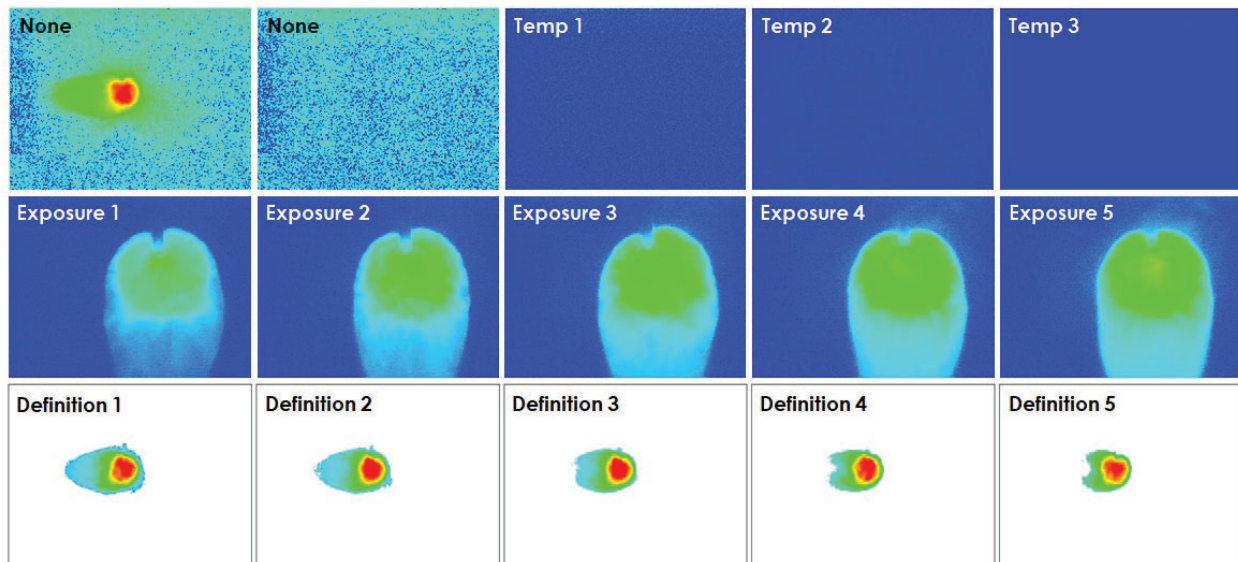 None
None
Temp 1
Temp 2
Temp 3
Exposure 1
Exposure 2
Exposure 3
Exposure 4
Exposure 5
Definition 1
Definition 2
Definition 3
Definition 4
Definition 5